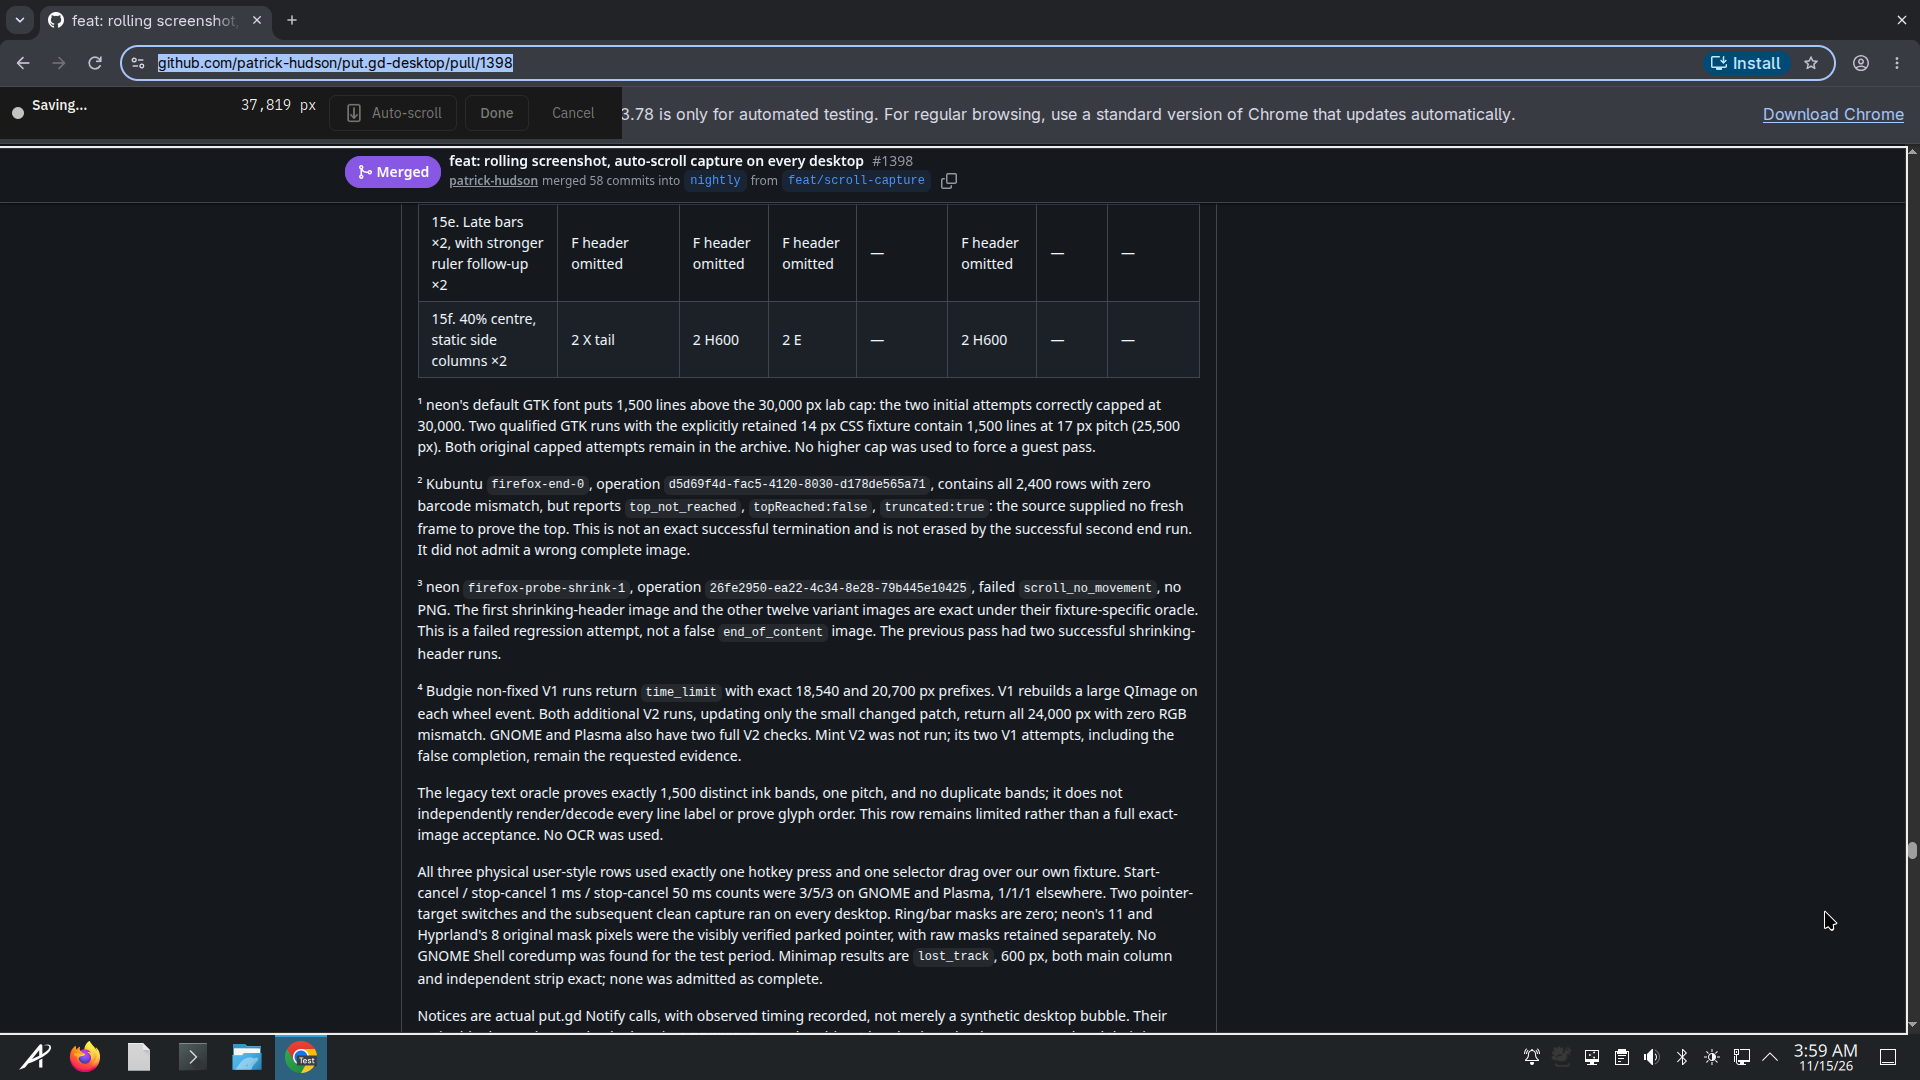 feat: rolling screenshot,
github.com/patrick-hudson/put.gd-desktop/pull/1398
Install
Saving...
37,819 px
Auto-scroll
Done
Cancel
3.78 is only for automated testing. For regular browsing, use a standard version of Chrome that updates automatically.
Download Chrome
Merged
feat: rolling screenshot, auto-scroll capture on every desktop #1398
patrick-hudson merged 58 commits into nightly from feat/scroll-capture
15e. Late bars
×2, with stronger
ruler follow-up
×2
F header
omitted
F header
omitted
F header
omitted
—
F header
omitted
—
—
15f. 40% centre,
static side
columns ×2
2 X tail
2 H600
2 E
—
2 H600
—
—
¹ neon's default GTK font puts 1,500 lines above the 30,000 px lab cap: the two initial attempts correctly capped at
30,000. Two qualified GTK runs with the explicitly retained 14 px CSS fixture contain 1,500 lines at 17 px pitch (25,500
px). Both original capped attempts remain in the archive. No higher cap was used to force a guest pass.
² Kubuntu firefox-end-0, operation d5d69f4d-fac5-4120-8030-d178de565a71, contains all 2,400 rows with zero
barcode mismatch, but reports top_not_reached, topReached:false, truncated:true: the source supplied no fresh
frame to prove the top. This is not an exact successful termination and is not erased by the successful second end run.
It did not admit a wrong complete image.
³ neon firefox-probe-shrink-1, operation 26fe2950-ea22-4c34-8e28-79b445e10425, failed scroll_no_movement, no
PNG. The first shrinking-header image and the other twelve variant images are exact under their fixture-specific oracle.
This is a failed regression attempt, not a false end_of_content image. The previous pass had two successful shrinking-
header runs.
⁴ Budgie non-fixed V1 runs return time_limit with exact 18,540 and 20,700 px prefixes. V1 rebuilds a large QImage on
each wheel event. Both additional V2 runs, updating only the small changed patch, return all 24,000 px with zero RGB
mismatch. GNOME and Plasma also have two full V2 checks. Mint V2 was not run; its two V1 attempts, including the
false completion, remain the requested evidence.
The legacy text oracle proves exactly 1,500 distinct ink bands, one pitch, and no duplicate bands; it does not
independently render/decode every line label or prove glyph order. This row remains limited rather than a full exact-
image acceptance. No OCR was used.
All three physical user-style rows used exactly one hotkey press and one selector drag over our own fixture. Start-
cancel / stop-cancel 1 ms / stop-cancel 50 ms counts were 3/5/3 on GNOME and Plasma, 1/1/1 elsewhere. Two pointer-
target switches and the subsequent clean capture ran on every desktop. Ring/bar masks are zero; neon's 11 and
Hyprland's 8 original mask pixels were the visibly verified parked pointer, with raw masks retained separately. No
GNOME Shell coredump was found for the test period. Minimap results are lost_track, 600 px, both main column
and independent strip exact; none was admitted as complete.
Notices are actual put.gd Notify calls, with observed timing recorded, not merely a synthetic desktop bubble. Their
Test
3:59 AM
11/15/26